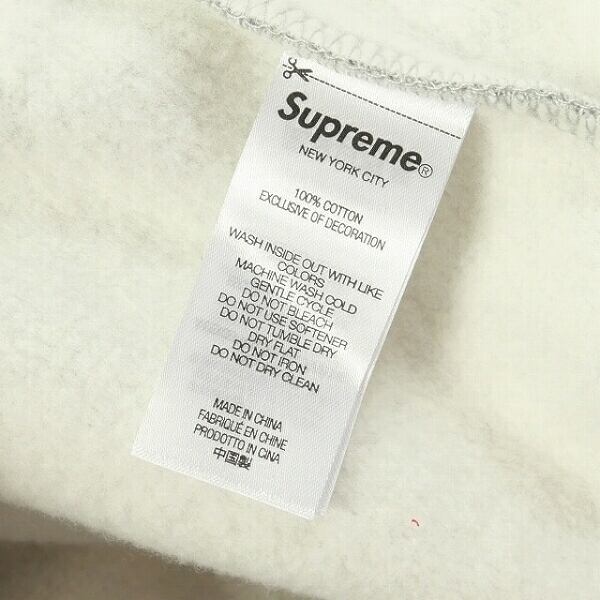 Supreme®
NEW YORK CITY
100% COTTON
EXCLUSIVE OF DECORATION
WASH INSIDE OUT WITH LIKE
COLORS
MACHINE WASH COLD
GENTLE CYCLE
DO NOT BLEACH
DO NOT USE SOFTENER
DO NOT TUMBLE DRY
DRY FLAT
DO NOT IRON
DO NOT DRY CLEAN
MADE IN CHINA
FABRIQUÉ EN CHINE
PRODOTTO IN CINA
中国製